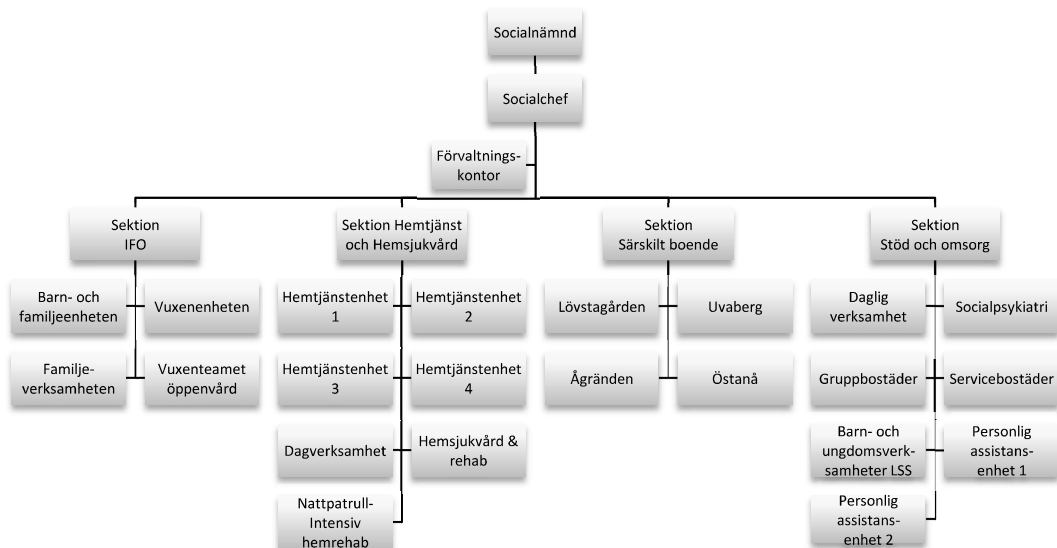 Socialnämnd
Socialchef
Förvaltnings-
kontor
Sektion
IFO
Sektion Hemtjänst
och Hemsjukvård
Sektion
Särskilt boende
Sektion
Stöd och omsorg
Barn- och
familjeenheten
Vuxenenheten
Familje-
verksamheten
Vuxenteamet
öppenvård
Hemtjänstenhet
1
Hemtjänstenhet
2
Hemtjänstenhet
3
Hemtjänstenhet
4
Dagverksamhet
Hemsjukvård &
rehab
Nattpatrull-
Intensiv
hemrehab
Lövstagården
Uvaberg
Ågränden
Östanå
Daglig
verksamhet
Socialpsykiatri
Gruppbostäder
Servicebostäder
Barn- och
ungdomsverk-
samheter LSS
Personlig
assistans-
enhet 1
Personlig
assistans-
enhet 2